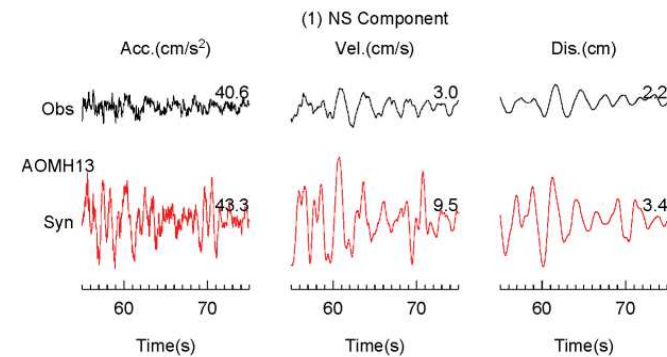 (1) NS Component
Acc.(cm/s²) Vel.(cm/s) Dis.(cm)
Obs 40.6 3.0 2.2
AOMH13
Syn 43.3 9.5 3.4
60 70 60 70 60 70
Time(s) Time(s) Time(s)